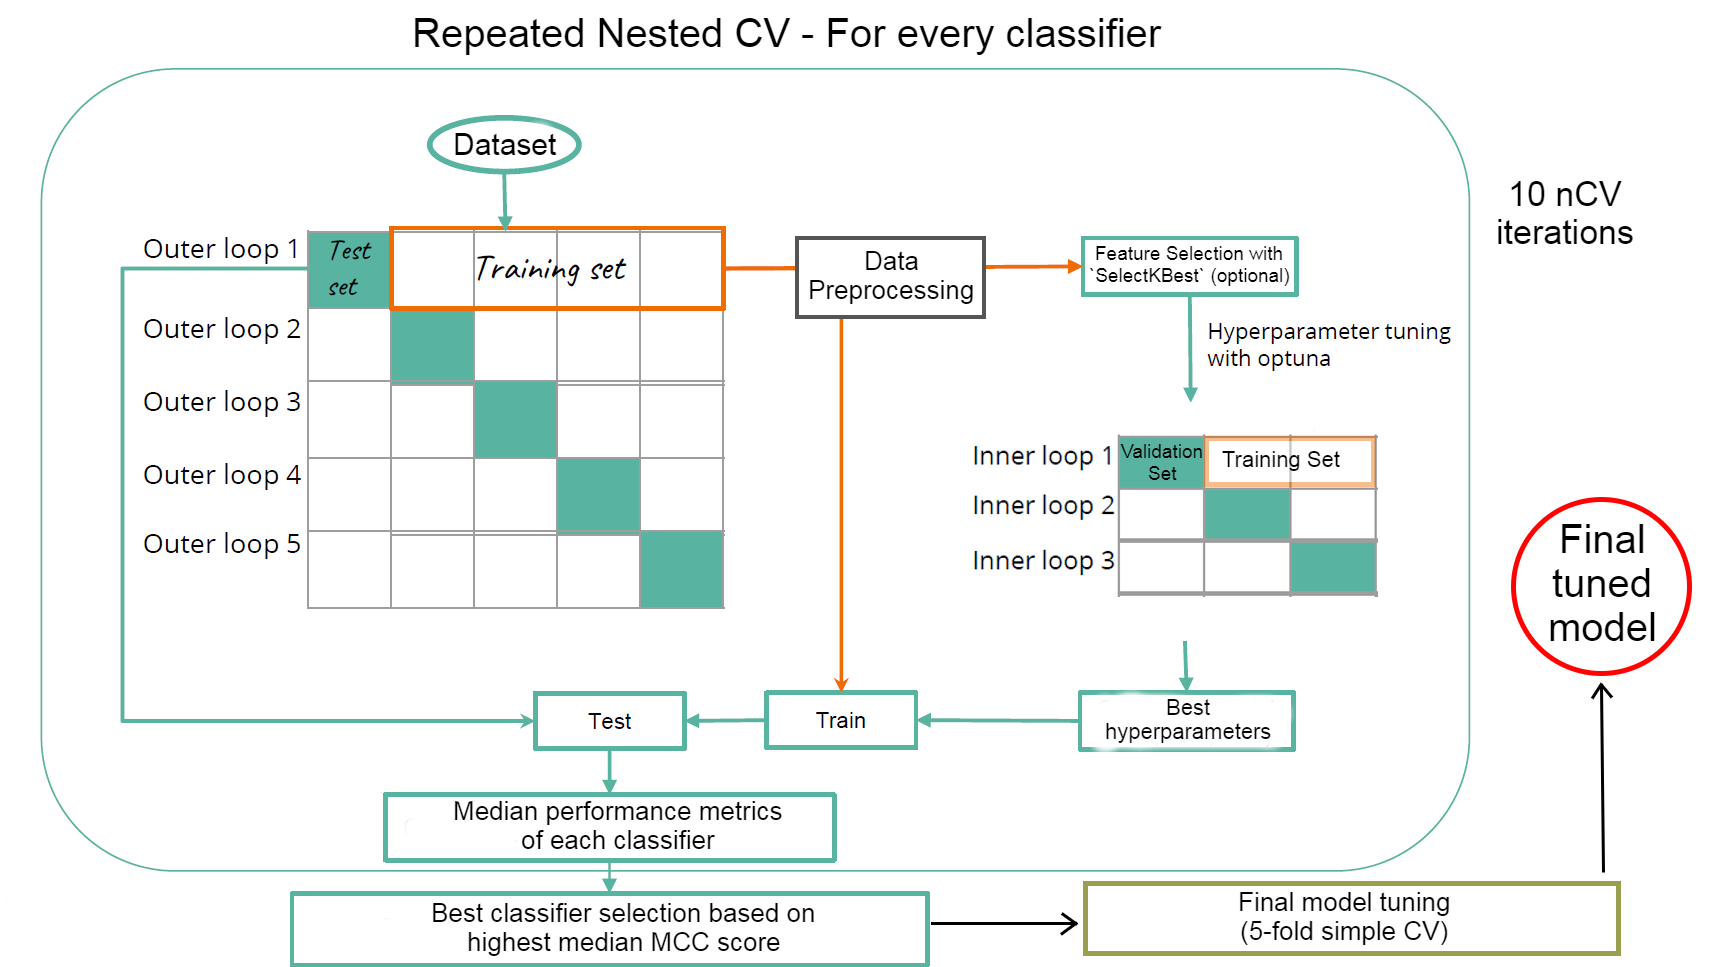 Repeated Nested CV - For every classifier
Dataset
10 nCV
iterations
Outer loop 1
Test
set
Training set
Data
Preprocessing
Feature Selection with
`SelectKBest` (optional)
Outer loop 2
Hyperparameter tuning
with optuna
Outer loop 3
Outer loop 4
Outer loop 5
Inner loop 1
Validation
Set
Training Set
Inner loop 2
Inner loop 3
Final
tuned
model
Test
Train
Best
hyperparameters
Median performance metrics
of each classifier
Best classifier selection based on
highest median MCC score
Final model tuning
(5-fold simple CV)